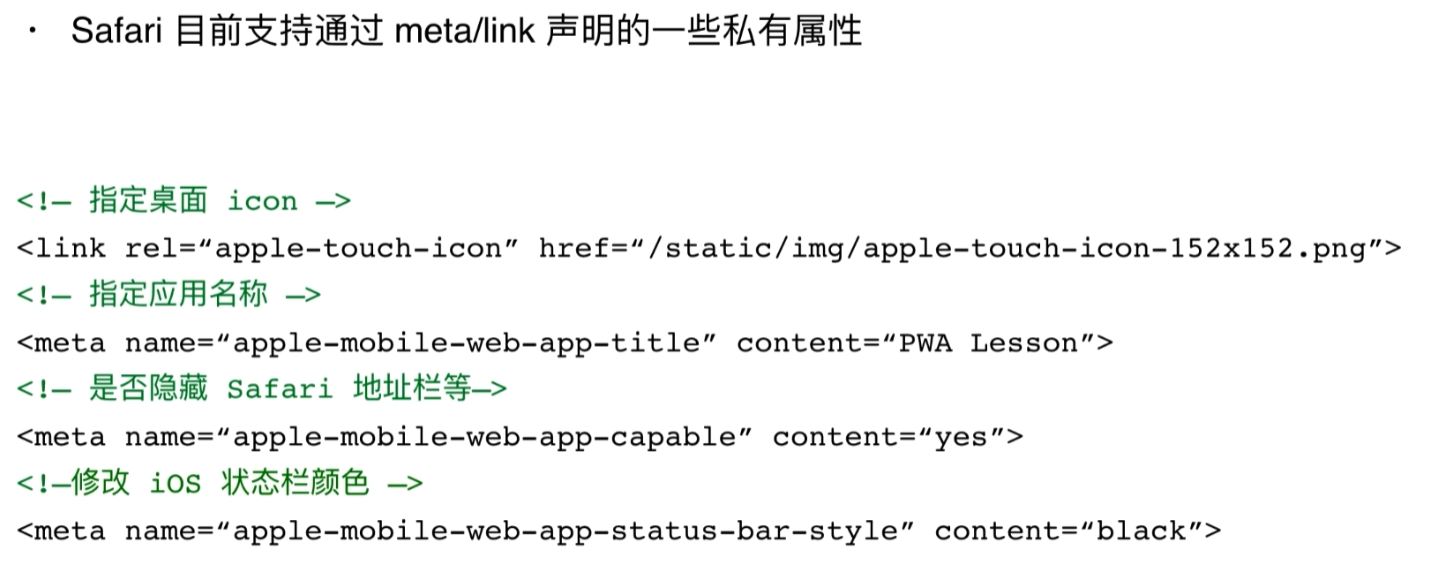 · Safari 目前支持通过 meta/link 声明的一些私有属性
<!— 指定桌面 icon —>
<link rel=“apple-touch-icon” href=“/static/img/apple-touch-icon-152x152.png”>
<!— 指定应用名称 —>
<meta name=“apple-mobile-web-app-title” content=“PWA Lesson”>
<!— 是否隐藏 Safari 地址栏等—>
<meta name=“apple-mobile-web-app-capable” content=“yes”>
<!—修改 iOS 状态栏颜色 —>
<meta name=“apple-mobile-web-app-status-bar-style” content=“black”>